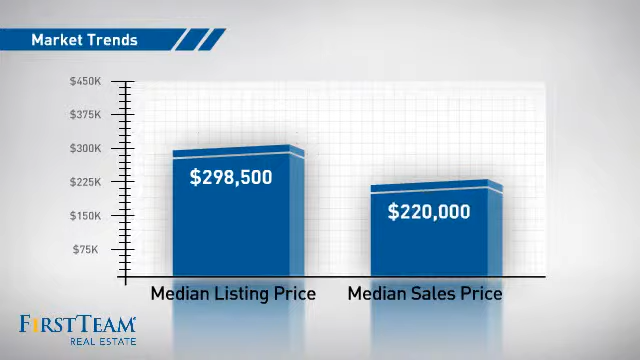 Market Trends
$450K
$375K
$300K
$225K
$150K
$75K
$298,500
$220,000
Median Listing Price
Median Sales Price
FIRSTTEAM®
REAL ESTATE